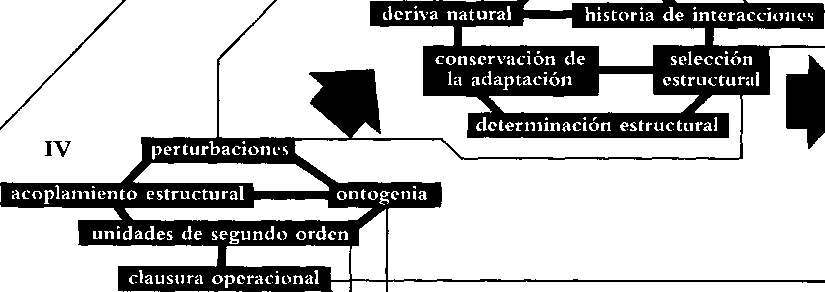 deriva natural
historia de interacciones
conservación de
la adaptación
selección
estructural
determinación estructural
IV
perturbaciones
acoplamiento estructural
ontogenia
unidades de segundo orden
clausura operacional